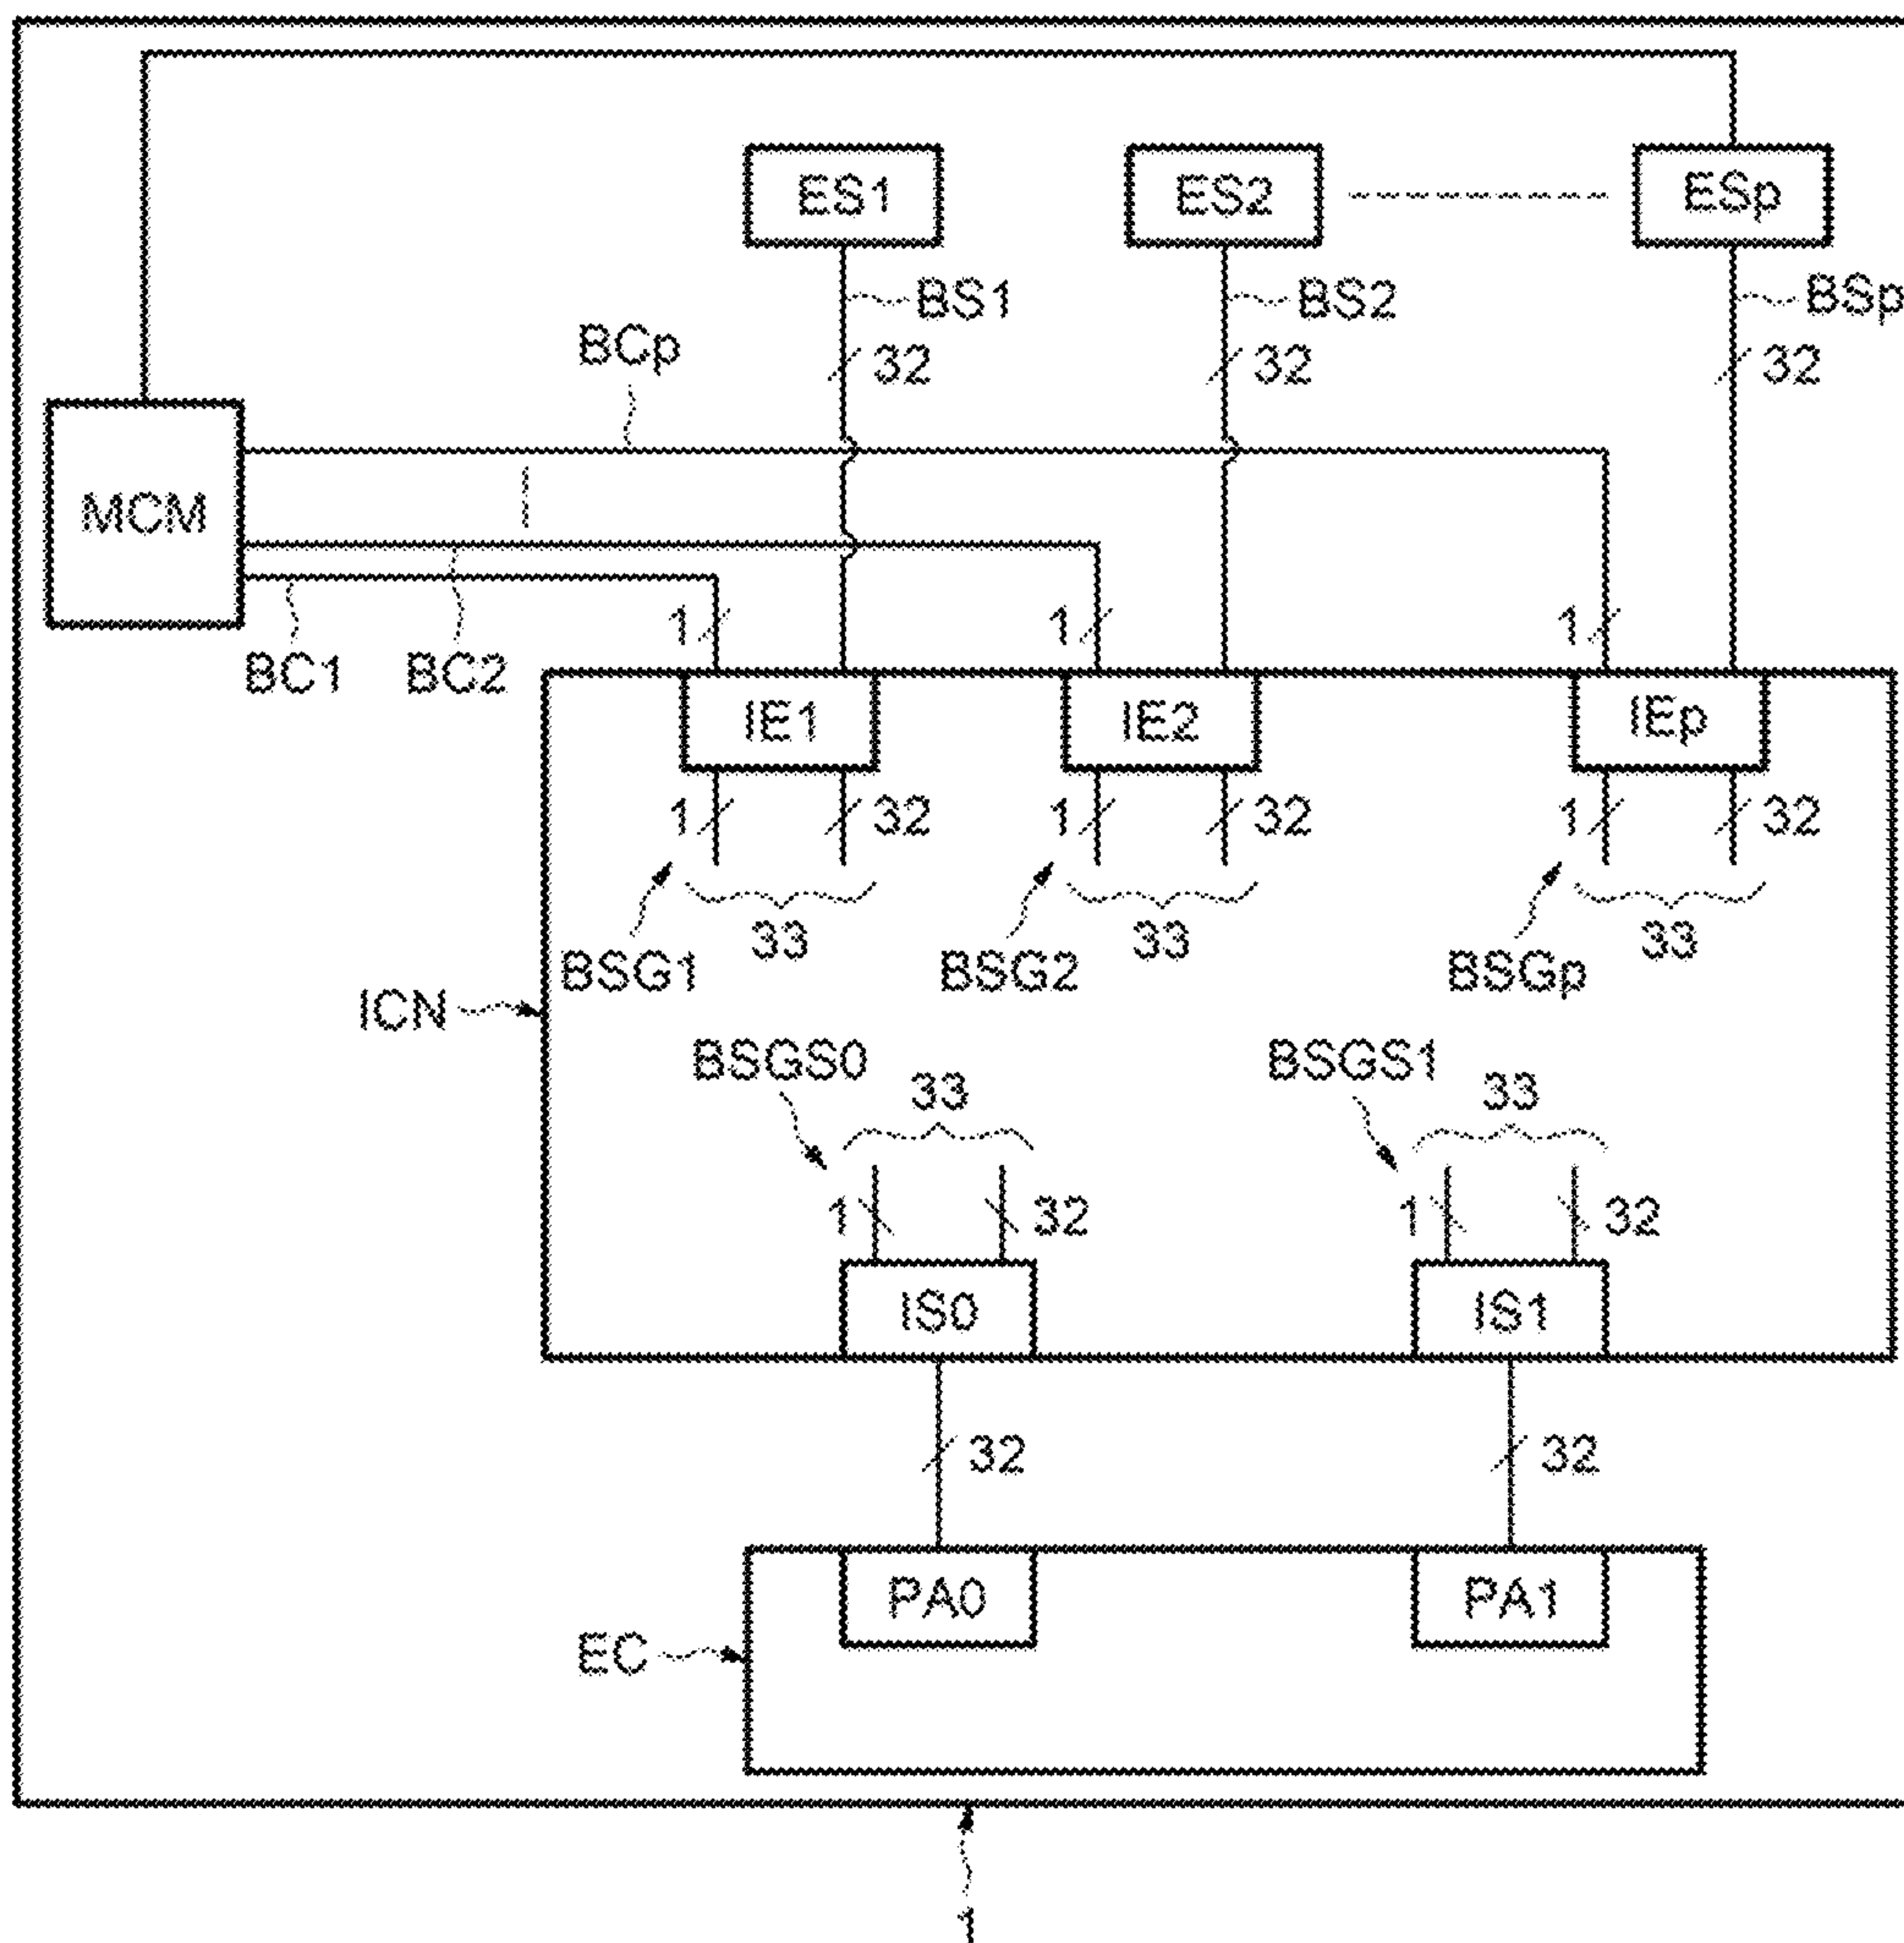 ES1 ES2 ESp
BS1 BS2 BSp
BCp 32 32 32
MCM
1 1 1
BC1 BC2
IE1 IE2 IEp
1 32 1 32 1 32
33 33 33
BSG1 BSG2 BSGp
ICN
BSGS0 BSGS1
33 33
1 32 1 32
IS0 IS1
32 32
PA0 PA1
EC
1